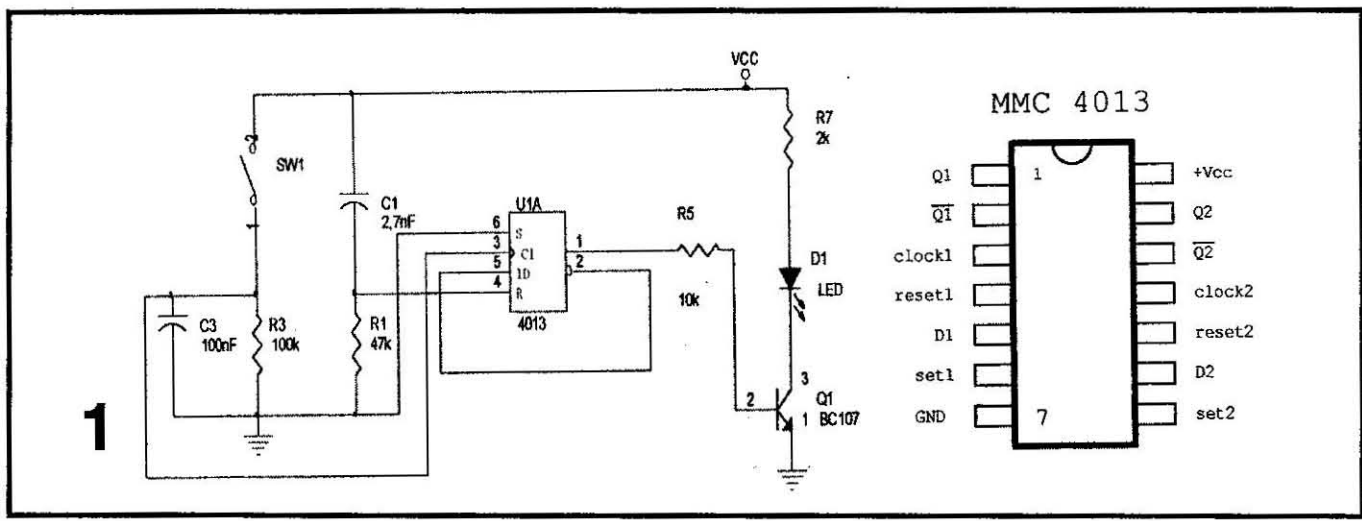 VCC
R7
2k
SW1
2
1
C1
2,7nF
U1A
6
S
3
C1
5
1D
4
R
1
2
4013
R5
10k
D1
LED
C3
100nF
R3
100k
R1
47k
3
2
Q1
1
BC107
1
MMC 4013
Q1
1
+Vcc
Q1
Q2
clock1
Q2
reset1
clock2
D1
reset2
set1
D2
GND
7
set2